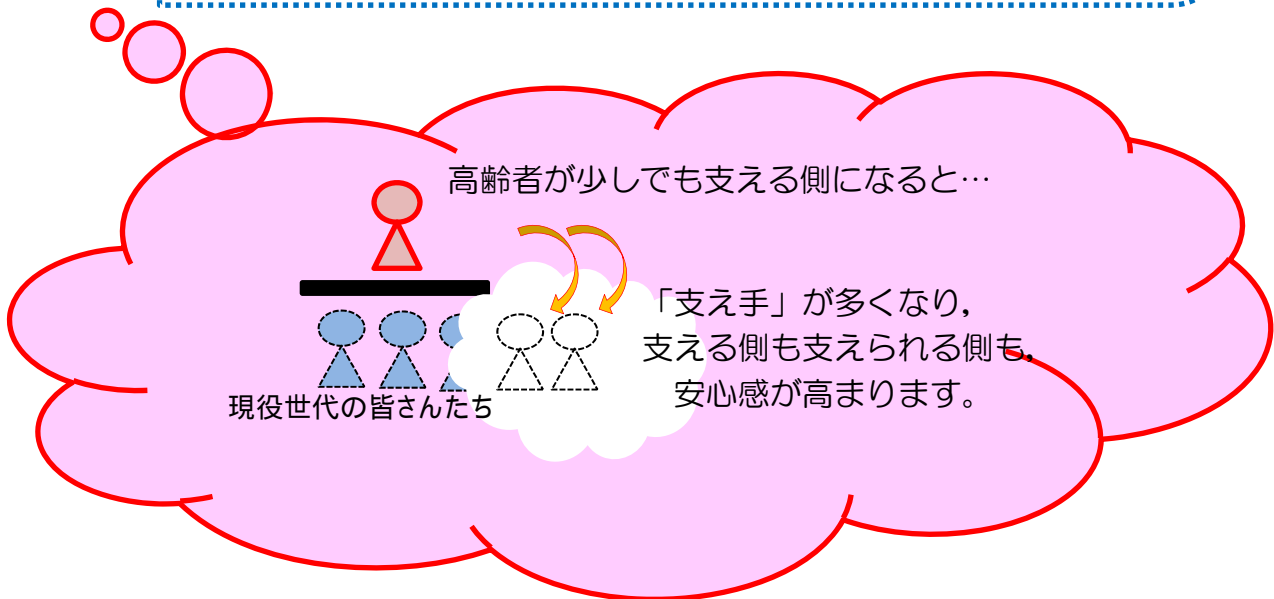 高齢者が少しでも支える側になると…
「支え手」が多くなり,
支える側も支えられる側も,
安心感が高まります。
現役世代の皆さんたち